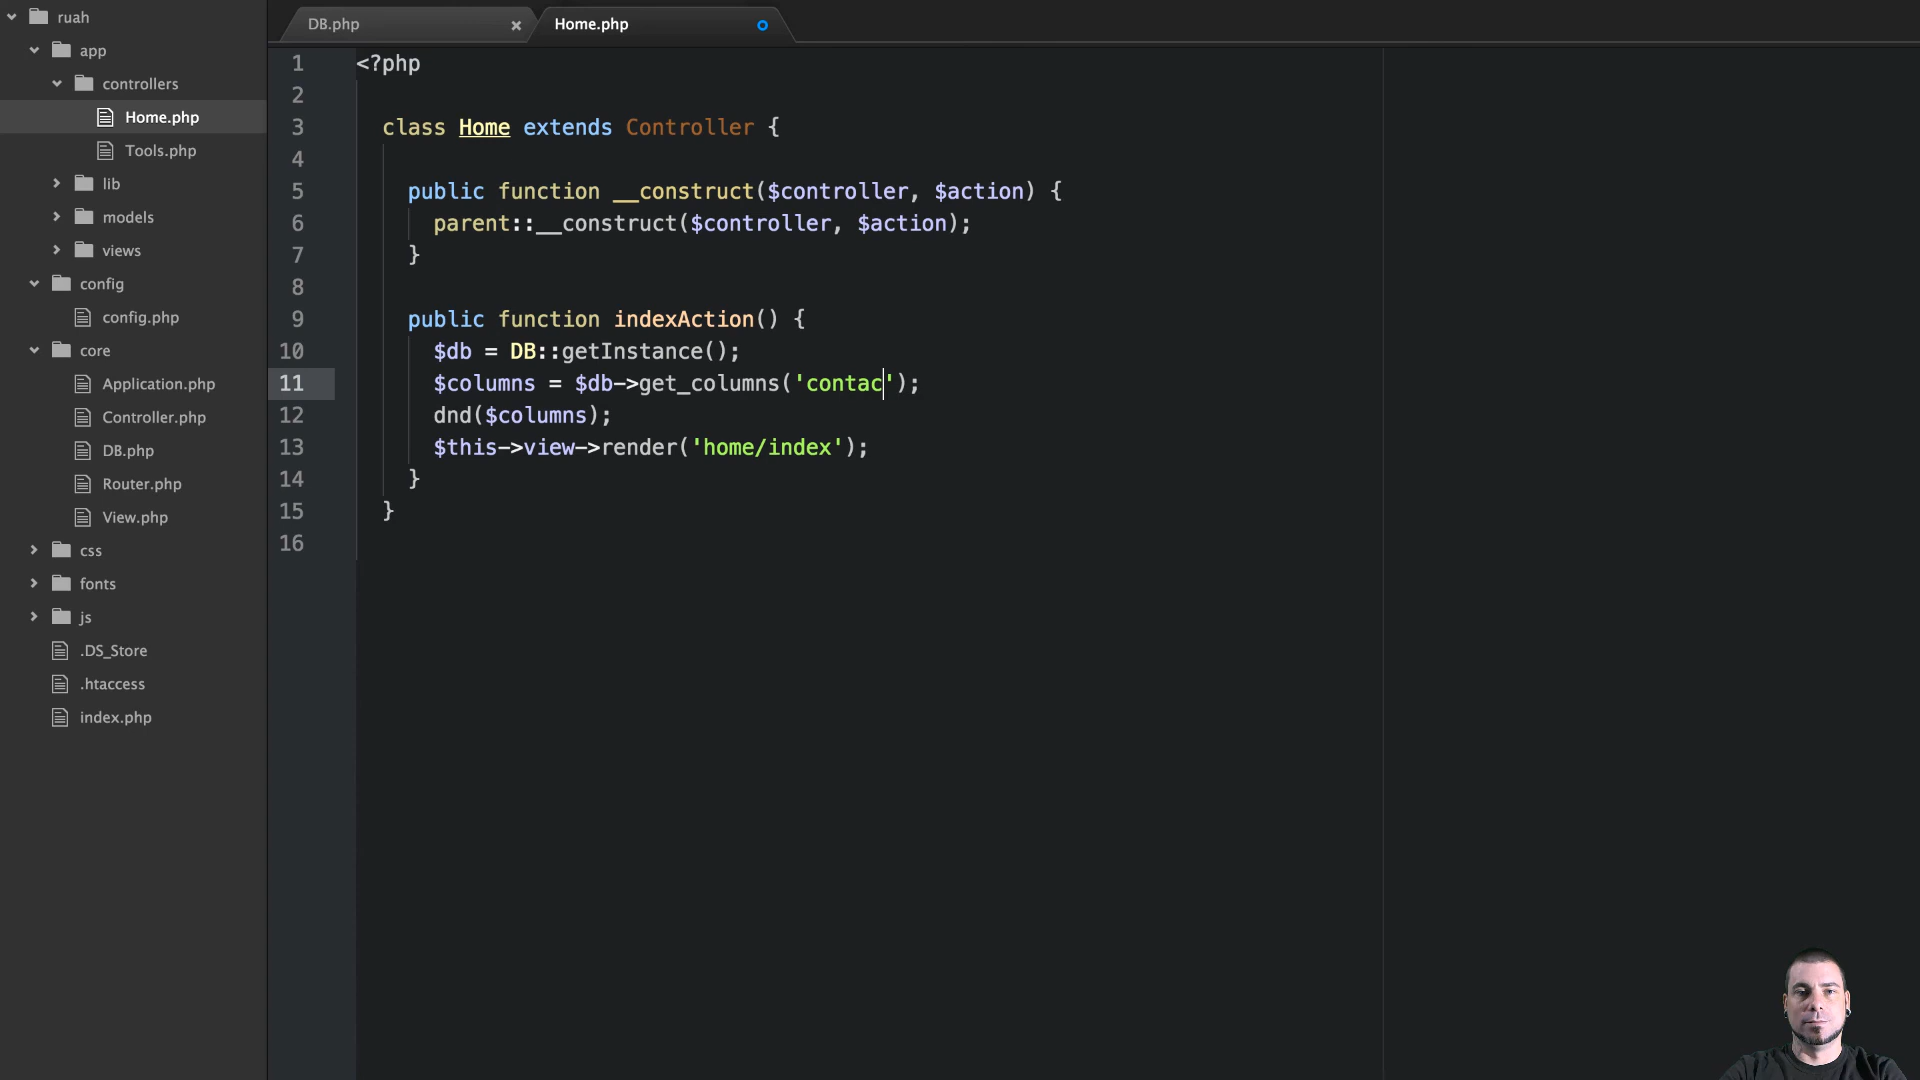 ruah
app
controllers
Home.php
Tools.php
lib
models
views
config
config.php
core
Application.php
Controller.php
DB.php
Router.php
View.php
css
fonts
js
.DS_Store
.htaccess
index.php
DB.php
Home.php
1 <?php
2
3 class Home extends Controller {
4
5 public function __construct($controller, $action) {
6 parent::__construct($controller, $action);
7 }
8
9 public function indexAction() {
10 $db = DB::getInstance();
11 $columns = $db->get_columns('contac');
12 dnd($columns);
13 $this->view->render('home/index');
14 }
15 }
16